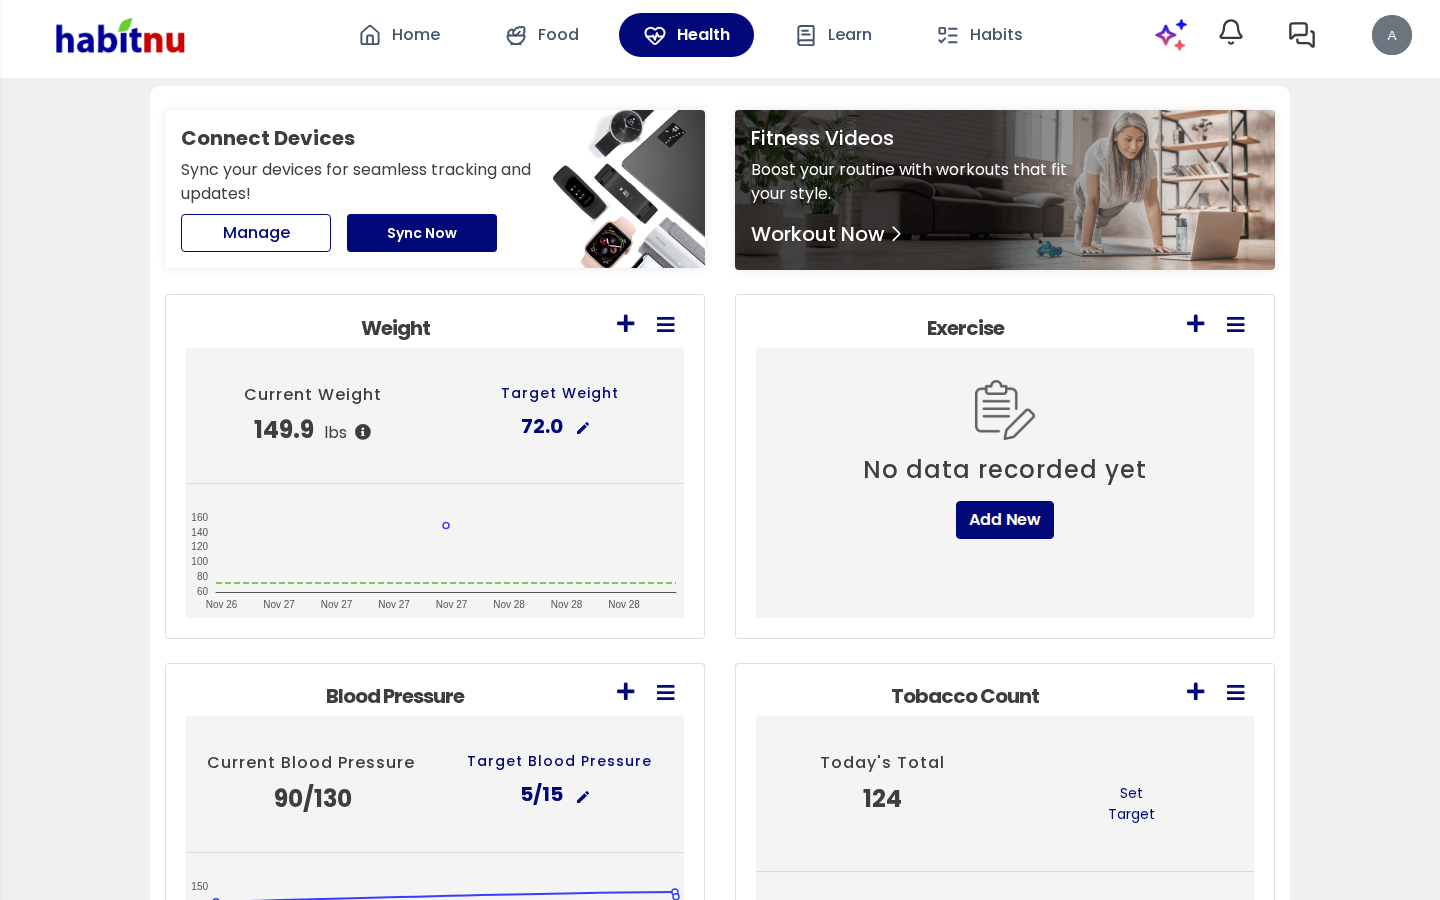 habitnu
Home
Food
Health
Learn
Habits
A
Connect Devices
Sync your devices for seamless tracking and
updates!
Manage
Sync Now
Fitness Videos
Boost your routine with workouts that fit
your style.
Workout Now
Weight
Current Weight
149.9 lbs
Target Weight
72.0
160
140
120
100
80
60
Nov 26
Nov 27
Nov 27
Nov 27
Nov 27
Nov 28
Nov 28
Nov 28
Exercise
No data recorded yet
Add New
Blood Pressure
Current Blood Pressure
90/130
Target Blood Pressure
5/15
150
Tobacco Count
Today's Total
124
Set
Target